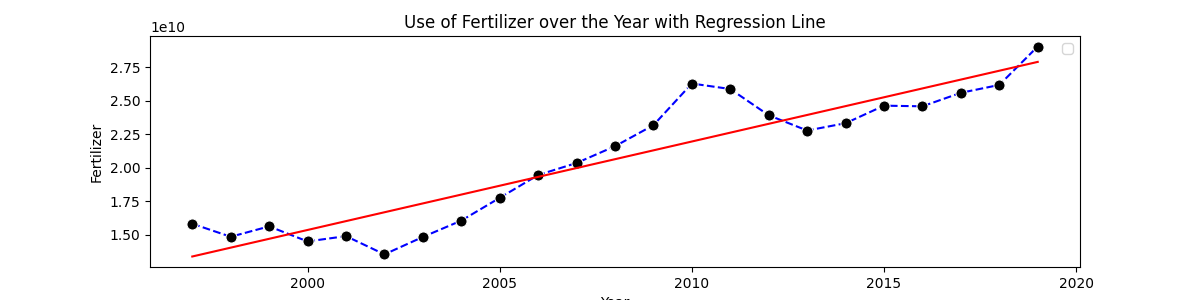 Use of Fertilizer over the Year with Regression Line
1e10
2.75
2.50
2.25
2.00
1.75
1.50
Fertilizer
2000
2005
2010
2015
2020
Year